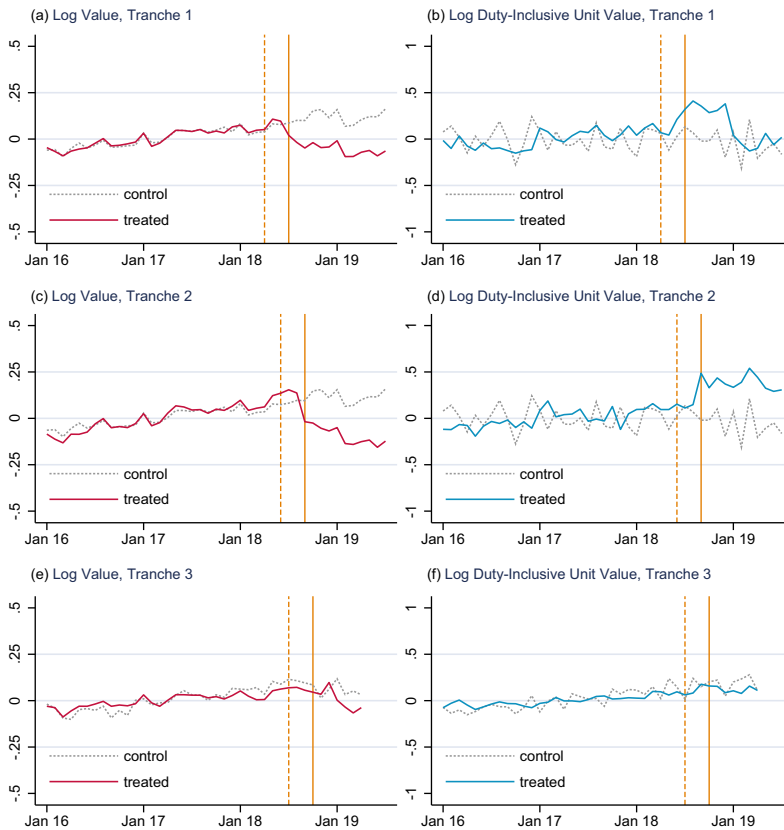 (a) Log Value, Tranche 1
.5
.25
0
-.25
-.5
control
treated
Jan 16 Jan 17 Jan 18 Jan 19
(b) Log Duty-Inclusive Unit Value, Tranche 1
1
.5
0
-.5
-1
control
treated
Jan 16 Jan 17 Jan 18 Jan 19
(c) Log Value, Tranche 2
.5
.25
0
-.25
-.5
control
treated
Jan 16 Jan 17 Jan 18 Jan 19
(d) Log Duty-Inclusive Unit Value, Tranche 2
1
.5
0
-.5
-1
control
treated
Jan 16 Jan 17 Jan 18 Jan 19
(e) Log Value, Tranche 3
.5
.25
0
-.25
-.5
control
treated
Jan 16 Jan 17 Jan 18 Jan 19
(f) Log Duty-Inclusive Unit Value, Tranche 3
1
.5
0
-.5
-1
control
treated
Jan 16 Jan 17 Jan 18 Jan 19